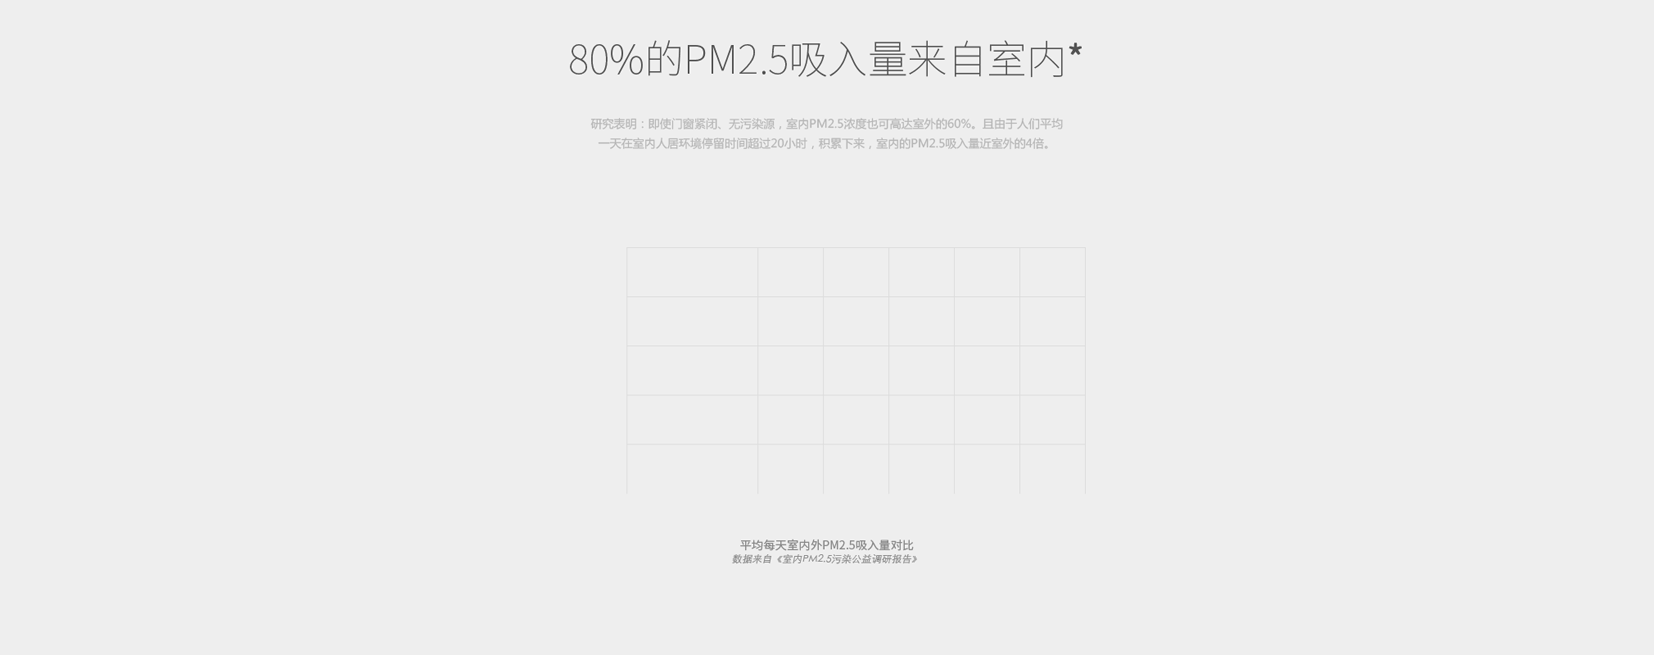 80%的PM2.5吸入量来自室内*
研究表明：即使门窗紧闭、无污染源，室内PM2.5浓度也可高达室外的60%。且由于人们平均
一天在室内人居环境停留时间超过20小时，积累下来，室内的PM2.5吸入量近室外的4倍。
平均每天室内外PM2.5吸入量对比
数据来自《室内PM2.5污染公益调研报告》